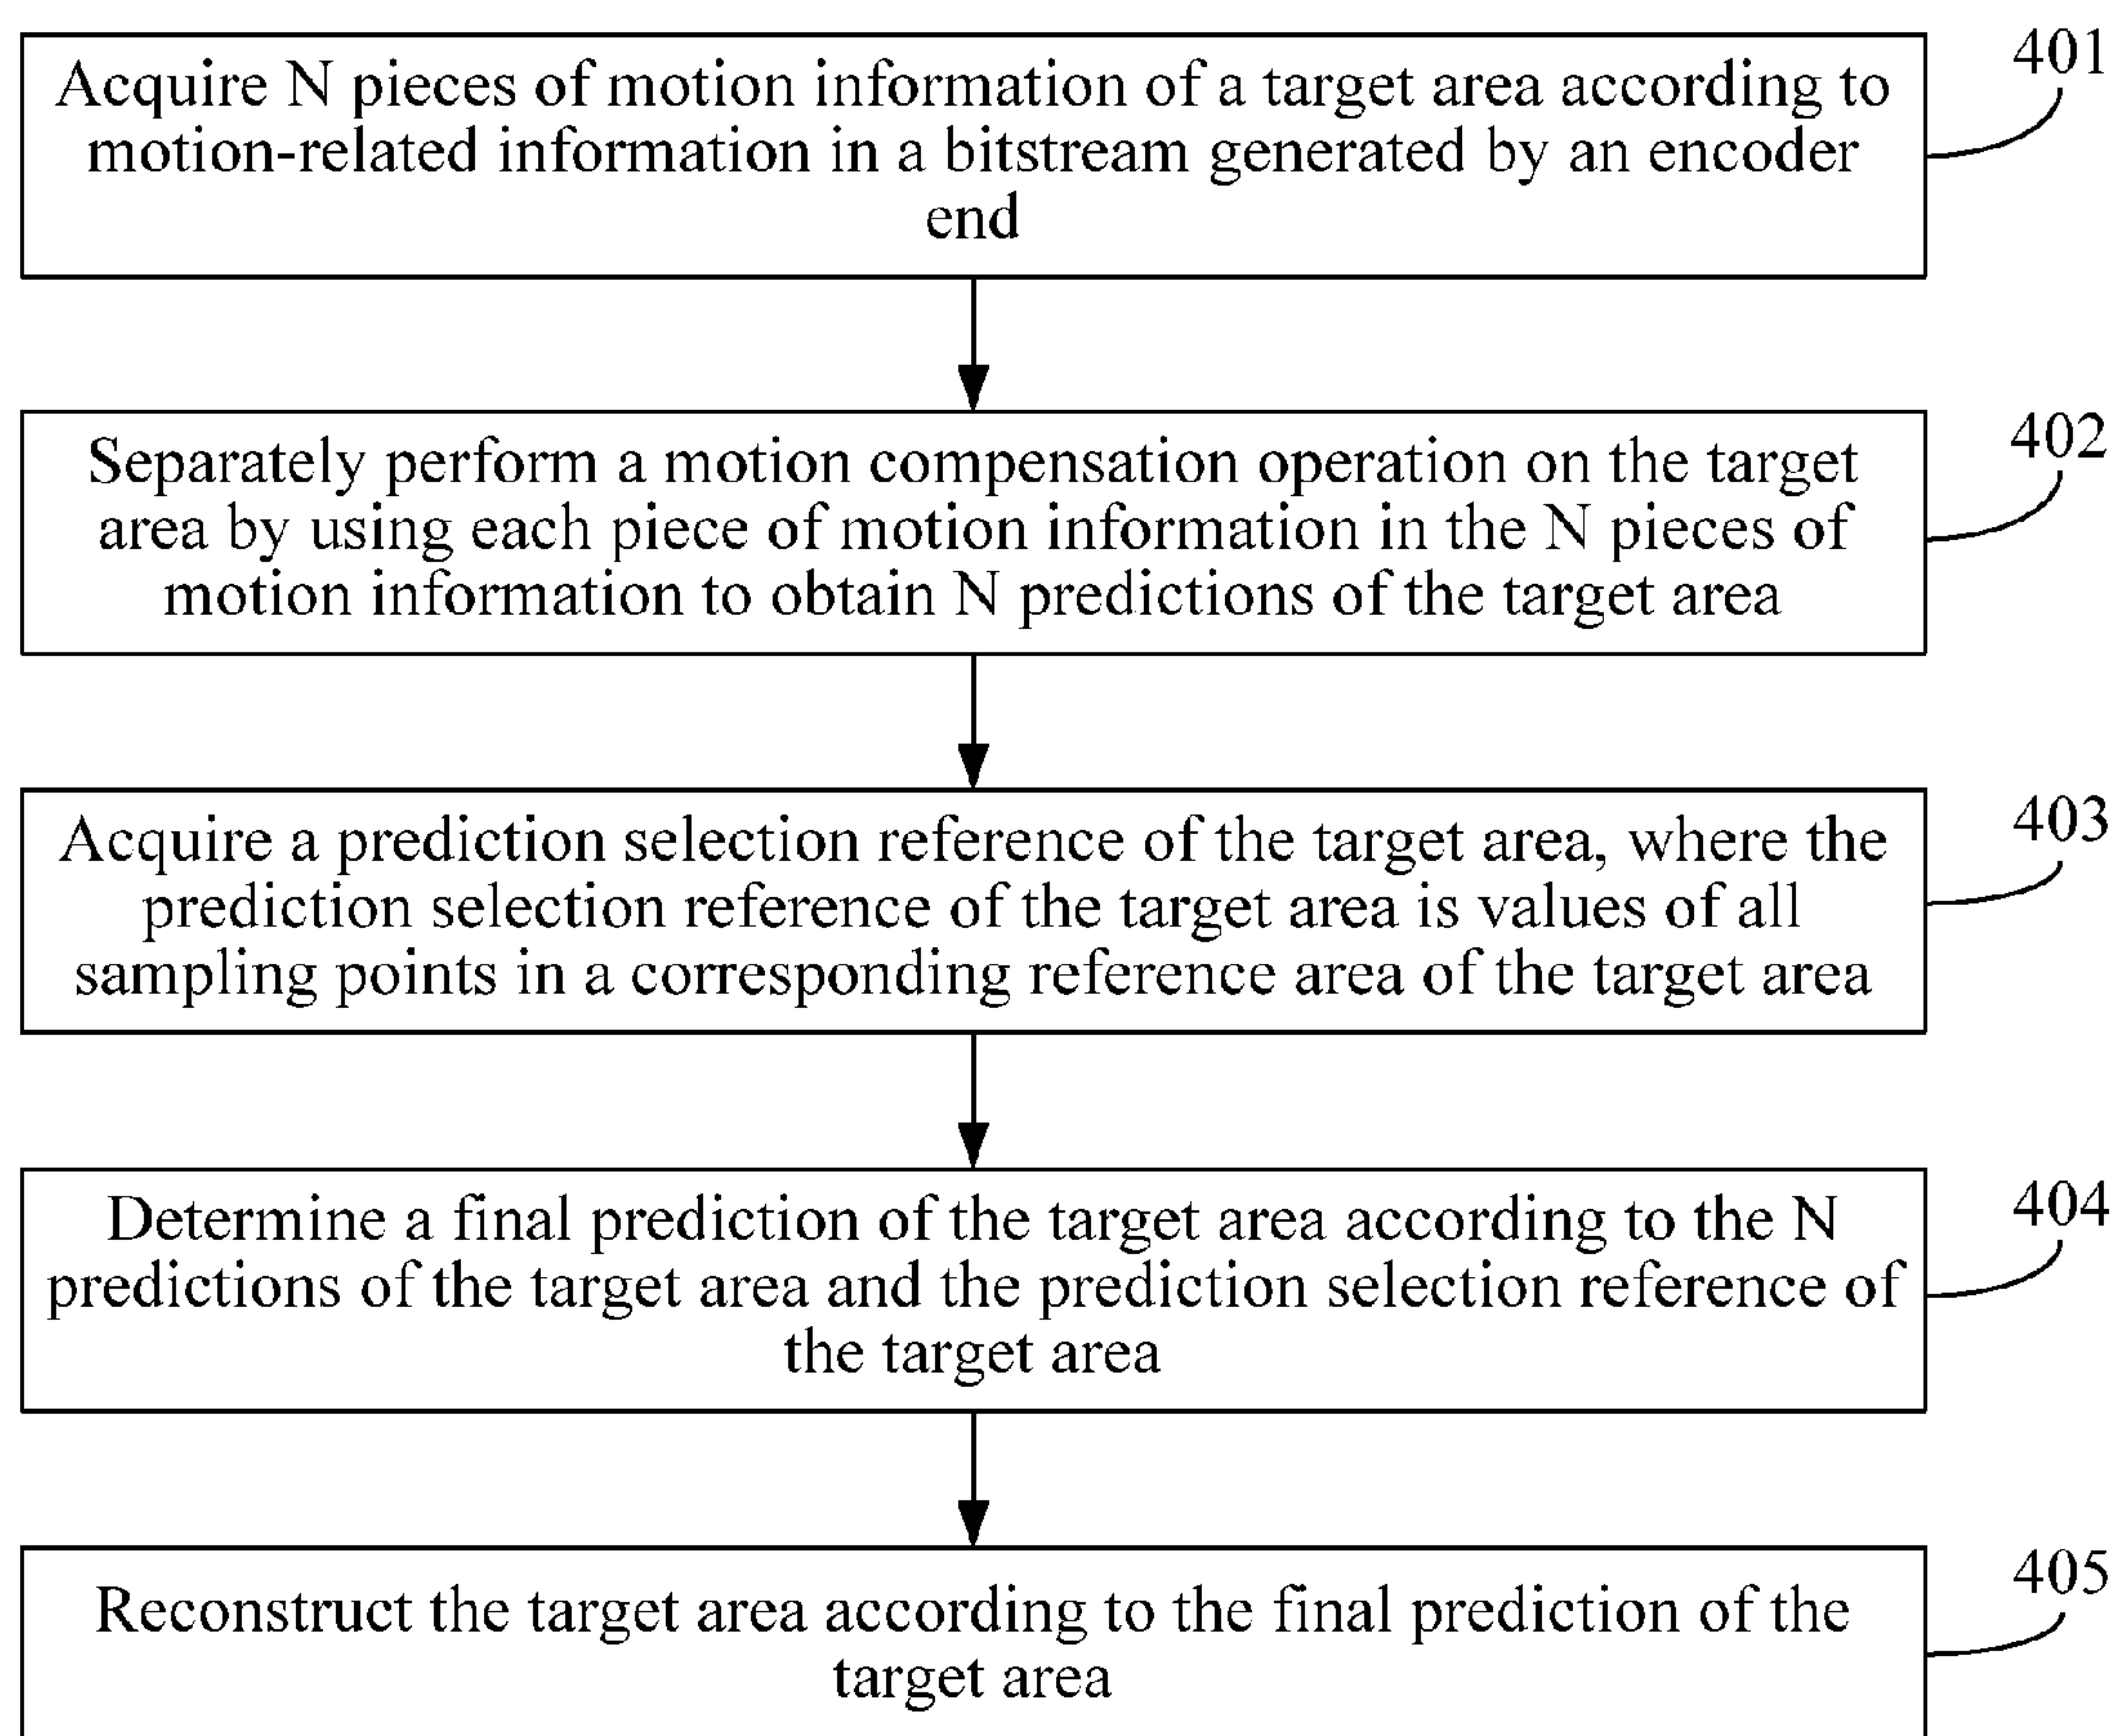 Acquire N pieces of motion information of a target area according to
motion-related information in a bitstream generated by an encoder
end
401
Separately perform a motion compensation operation on the target
area by using each piece of motion information in the N pieces of
motion information to obtain N predictions of the target area
402
Acquire a prediction selection reference of the target area, where the
prediction selection reference of the target area is values of all
sampling points in a corresponding reference area of the target area
403
Determine a final prediction of the target area according to the N
predictions of the target area and the prediction selection reference of
the target area
404
Reconstruct the target area according to the final prediction of the
target area
405